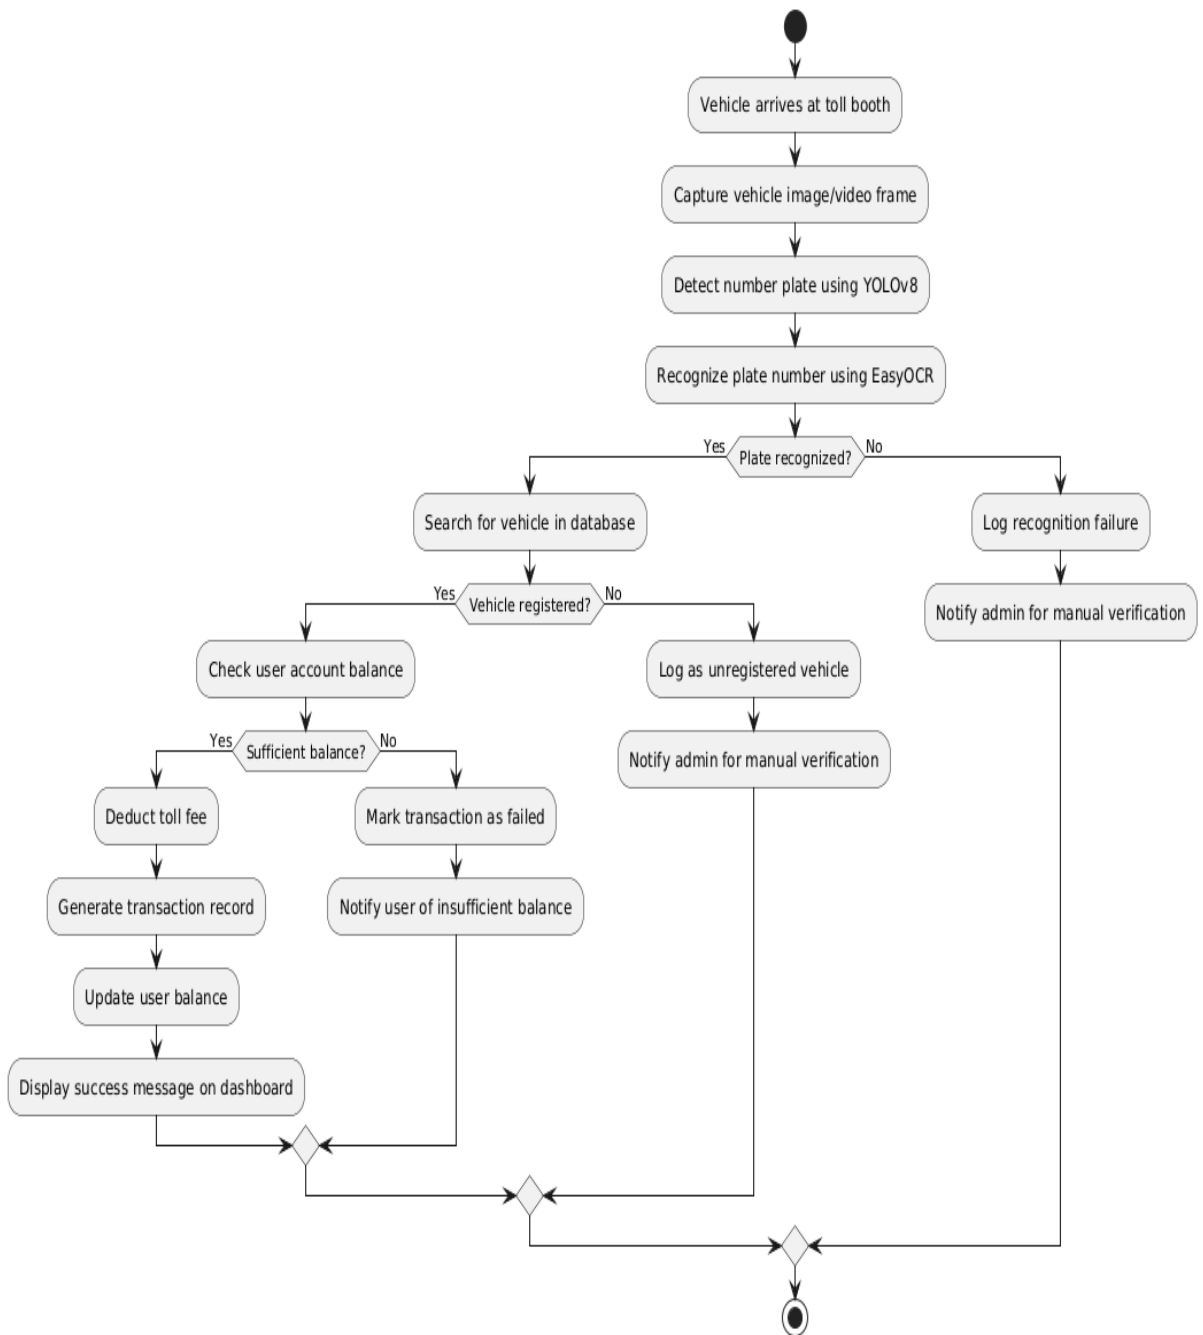 Vehicle arrives at toll booth
Capture vehicle image/video frame
Detect number plate using YOLOv8
Recognize plate number using EasyOCR
Yes
Plate recognized?
No
Search for vehicle in database
Log recognition failure
Yes
Vehicle registered?
No
Notify admin for manual verification
Check user account balance
Log as unregistered vehicle
Yes
Sufficient balance?
No
Notify admin for manual verification
Deduct toll fee
Mark transaction as failed
Generate transaction record
Notify user of insufficient balance
Update user balance
Display success message on dashboard